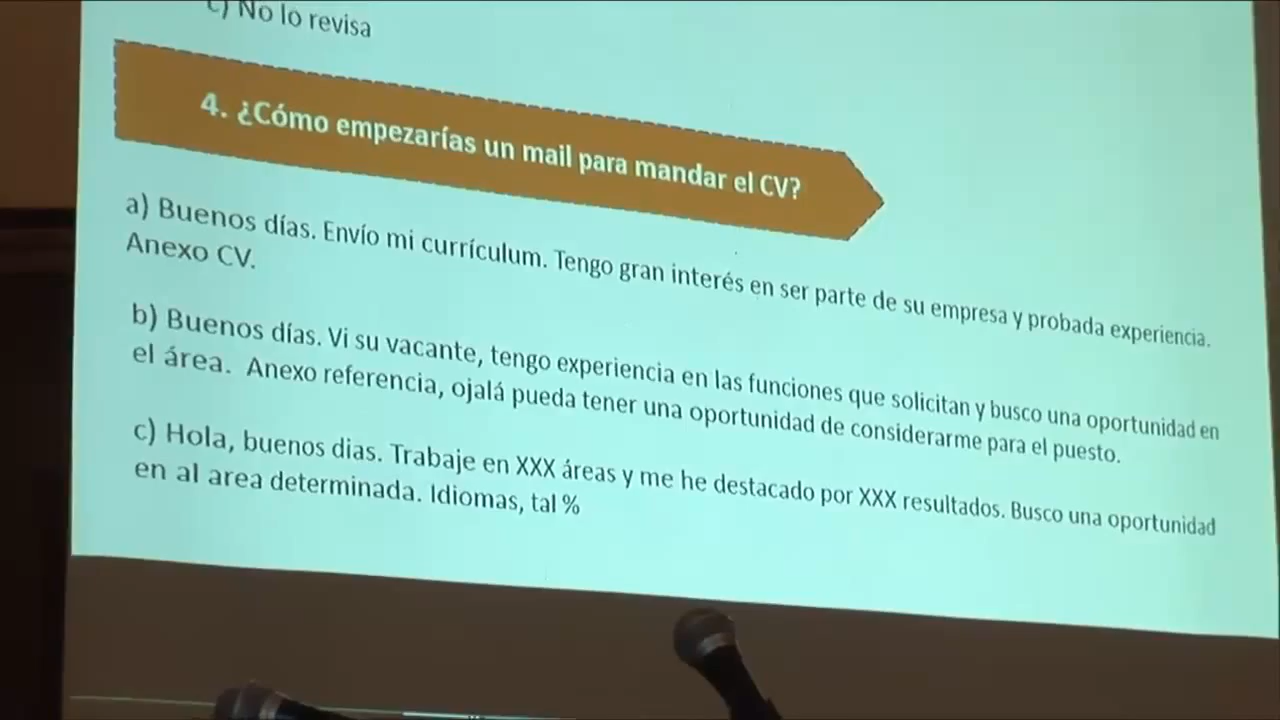 c) No lo revisa
4. ¿Cómo empezarías un mail para mandar el CV?
a) Buenos días. Envío mi currículum. Tengo gran interés en ser parte de su empresa y probada experiencia.
Anexo CV.
b) Buenos días. Vi su vacante, tengo experiencia en las funciones que solicitan y busco una oportunidad en
el área. Anexo referencia, ojalá pueda tener una oportunidad de considerarme para el puesto.
c) Hola, buenos dias. Trabaje en XXX áreas y me he destacado por XXX resultados. Busco una oportunidad
en al area determinada. Idiomas, tal %